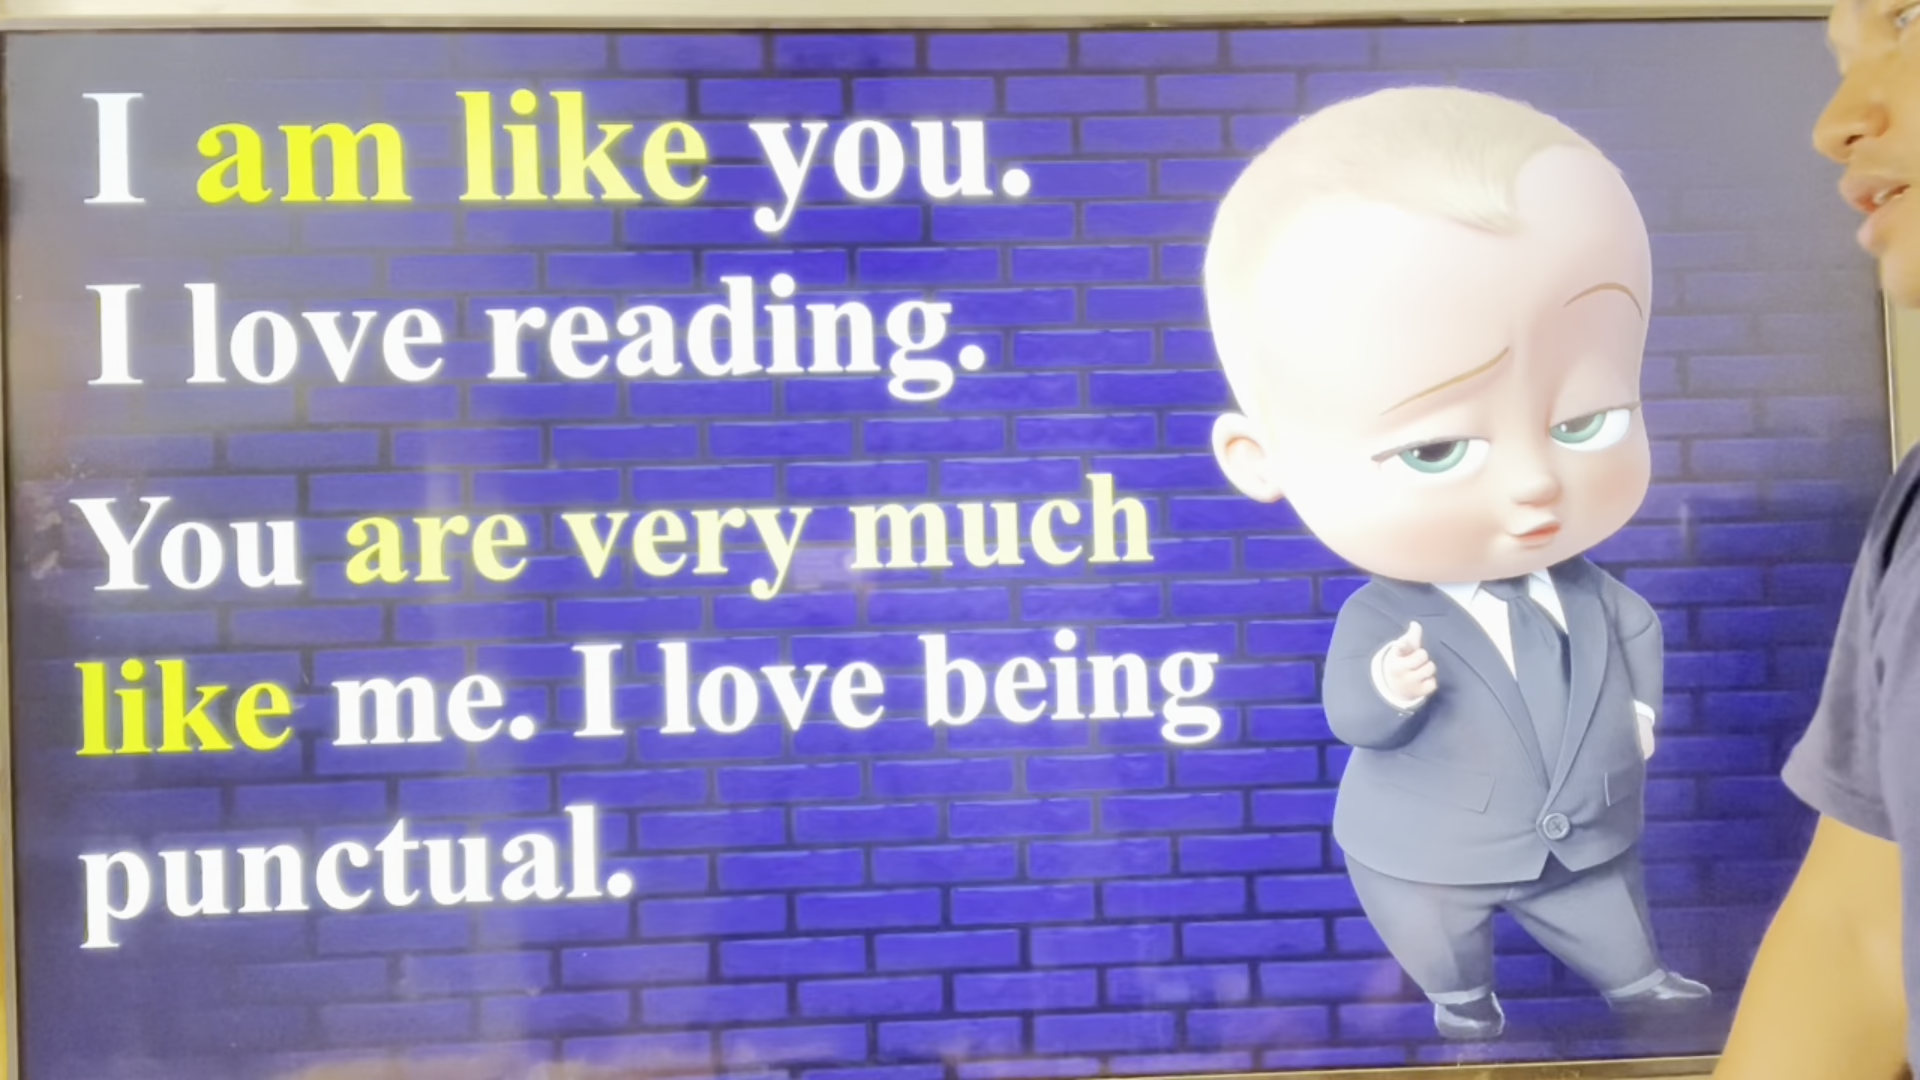 I am like you.
I love reading.
You are very much
like me. I love being
punctual.